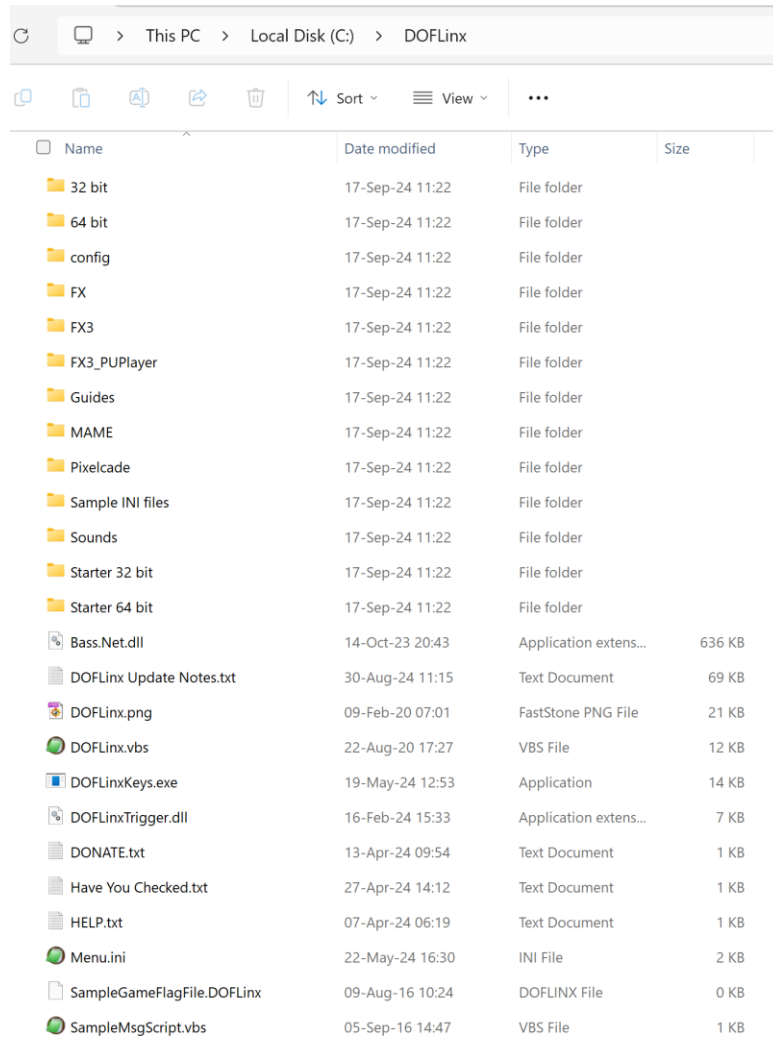 This PC > Local Disk (C:) > DOFLinx
Sort View
Name Date modified Type Size
32 bit 17-Sep-24 11:22 File folder
64 bit 17-Sep-24 11:22 File folder
config 17-Sep-24 11:22 File folder
FX 17-Sep-24 11:22 File folder
FX3 17-Sep-24 11:22 File folder
FX3_PUPlayer 17-Sep-24 11:22 File folder
Guides 17-Sep-24 11:22 File folder
MAME 17-Sep-24 11:22 File folder
Pixelcade 17-Sep-24 11:22 File folder
Sample INI files 17-Sep-24 11:22 File folder
Sounds 17-Sep-24 11:22 File folder
Starter 32 bit 17-Sep-24 11:22 File folder
Starter 64 bit 17-Sep-24 11:22 File folder
Bass.Net.dll 14-Oct-23 20:43 Application extens... 636 KB
DOFLinx Update Notes.txt 30-Aug-24 11:15 Text Document 69 KB
DOFLinx.png 09-Feb-20 07:01 FastStone PNG File 21 KB
DOFLinx.vbs 22-Aug-20 17:27 VBS File 12 KB
DOFLinxKeys.exe 19-May-24 12:53 Application 14 KB
DOFLinxTrigger.dll 16-Feb-24 15:33 Application extens... 7 KB
DONATE.txt 13-Apr-24 09:54 Text Document 1 KB
Have You Checked.txt 27-Apr-24 14:12 Text Document 1 KB
HELP.txt 07-Apr-24 06:19 Text Document 1 KB
Menu.ini 22-May-24 16:30 INI File 2 KB
SampleGameFlagFile.DOFLinx 09-Aug-16 10:24 DOFLINX File 0 KB
SampleMsgScript.vbs 05-Sep-16 14:47 VBS File 1 KB